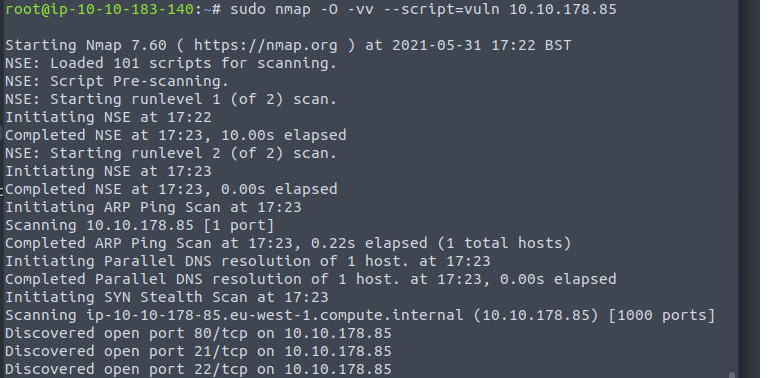 root@ip-10-10-183-140:~# sudo nmap -O -vv --script=vuln 10.10.178.85
Starting Nmap 7.60 ( https://nmap.org ) at 2021-05-31 17:22 BST
NSE: Loaded 101 scripts for scanning.
NSE: Script Pre-scanning.
NSE: Starting runlevel 1 (of 2) scan.
Initiating NSE at 17:22
Completed NSE at 17:23, 10.00s elapsed
NSE: Starting runlevel 2 (of 2) scan.
Initiating NSE at 17:23
Completed NSE at 17:23, 0.00s elapsed
Initiating ARP Ping Scan at 17:23
Scanning 10.10.178.85 [1 port]
Completed ARP Ping Scan at 17:23, 0.22s elapsed (1 total hosts)
Initiating Parallel DNS resolution of 1 host. at 17:23
Completed Parallel DNS resolution of 1 host. at 17:23, 0.00s elapsed
Initiating SYN Stealth Scan at 17:23
Scanning ip-10-10-178-85.eu-west-1.compute.internal (10.10.178.85) [1000 ports]
Discovered open port 80/tcp on 10.10.178.85
Discovered open port 21/tcp on 10.10.178.85
Discovered open port 22/tcp on 10.10.178.85